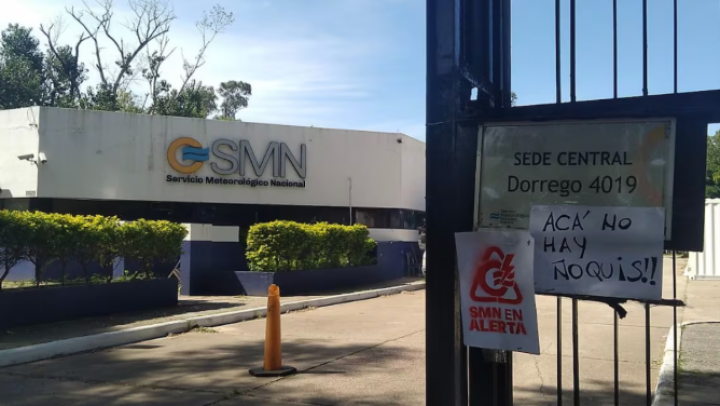 SMN
Servicio Meteorológico Nacional
SEDE CENTRAL
Dorrego 4019
ACÁ NO
HAY
ÑOQUIS!!
SMN EN
ALERTA